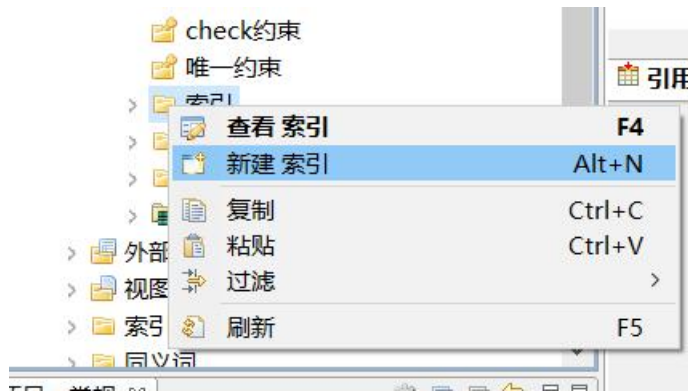 check约束
唯一约束
引用
索引
查看 索引 F4
新建 索引 Alt+N
复制 Ctrl+C
外部
粘贴 Ctrl+V
视图
过滤
索引
刷新 F5
同义词